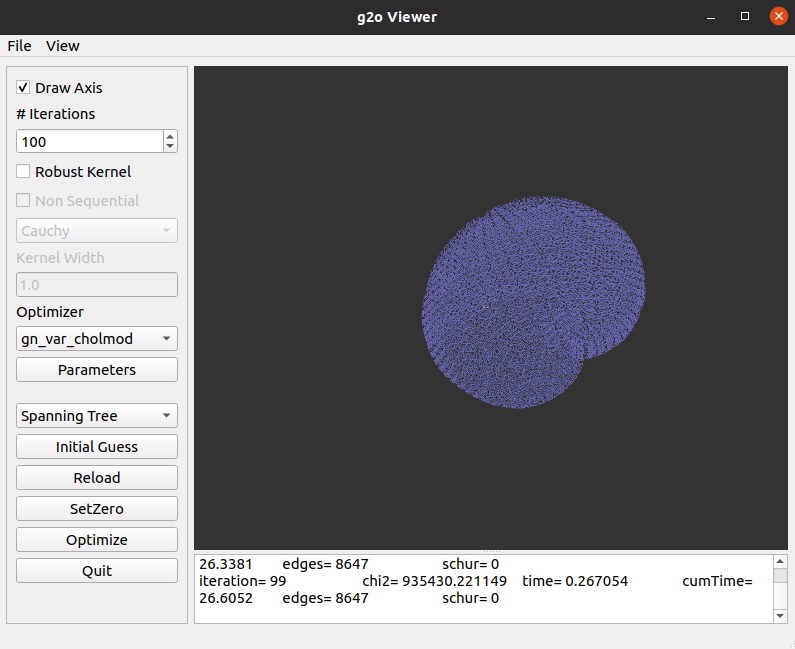 g2o Viewer
File View
Draw Axis
# Iterations
100
Robust Kernel
Non Sequential
Cauchy
Kernel Width
1.0
Optimizer
gn_var_cholmod
Parameters
Spanning Tree
Initial Guess
Reload
SetZero
Optimize
Quit
26.3381 edges= 8647 schur= 0
iteration= 99 chi2= 935430.221149 time= 0.267054 cumTime=
26.6052 edges= 8647 schur= 0